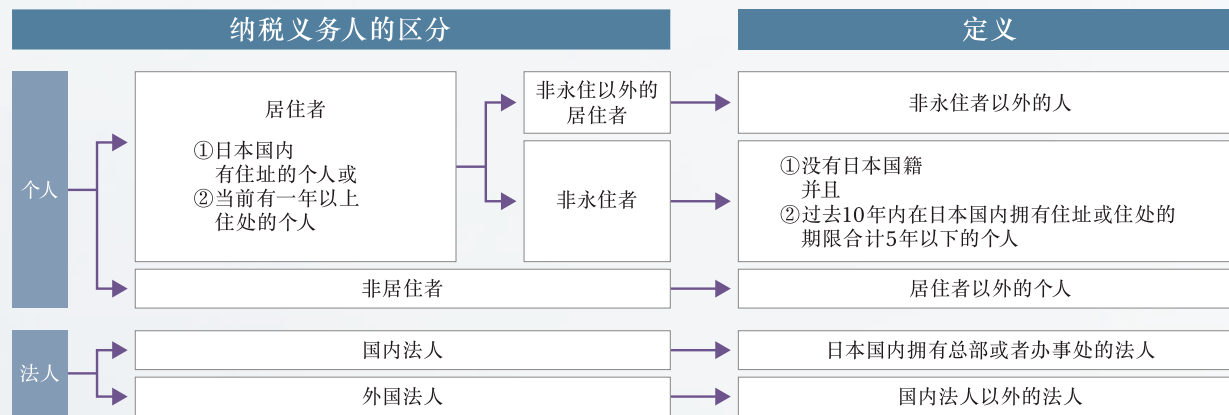 纳税义务人的区分
定义
个人
居住者
①日本国内
有住址的个人或
②当前有一年以上
住处的个人
非永住以外的
居住者
非永住者以外的人
非永住者
①没有日本国籍
并且
②过去10年内在日本国内拥有住址或住处的
期限合计5年以下的个人
非居住者
居住者以外的个人
法人
国内法人
日本国内拥有总部或者办事处的法人
外国法人
国内法人以外的法人